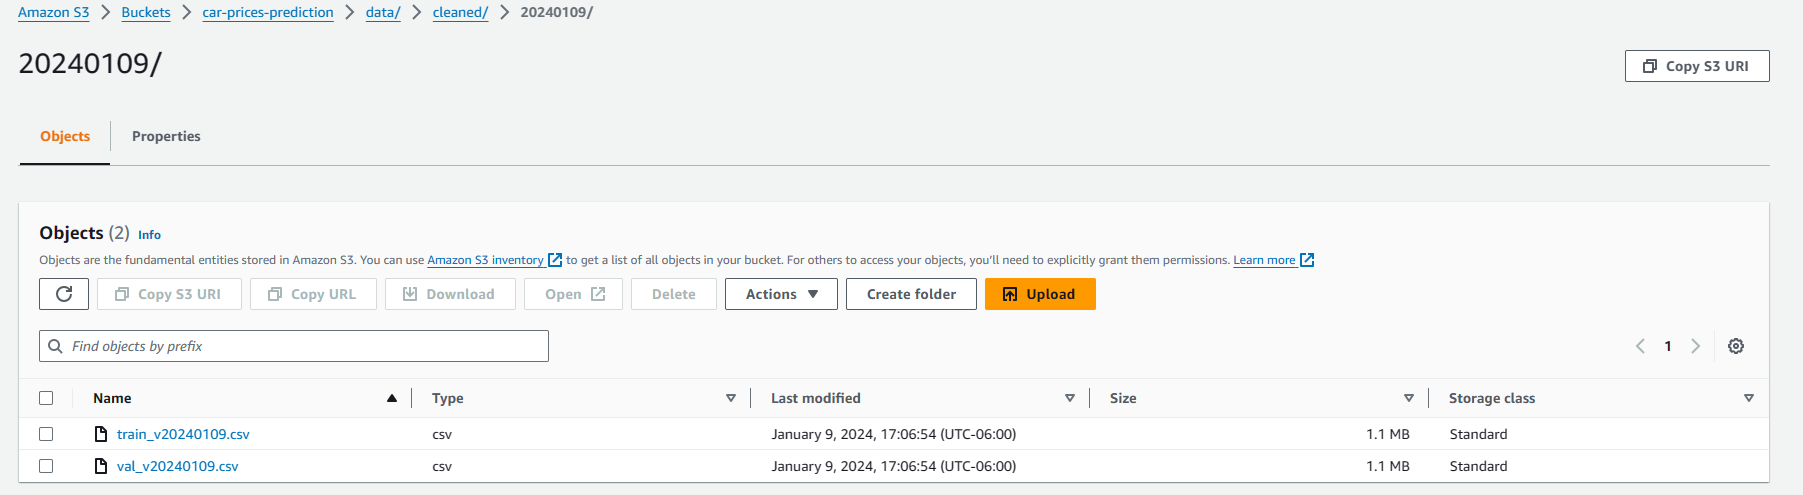 Amazon S3 > Buckets > car-prices-prediction > data/ > cleaned/ > 20240109/
20240109/
Copy S3 URI
Objects Properties
Objects (2) Info
Objects are the fundamental entities stored in Amazon S3. You can use Amazon S3 inventory to get a list of all objects in your bucket. For others to access your objects, you'll need to explicitly grant them permissions. Learn more
Copy S3 URI Copy URL Download Open Delete Actions Create folder Upload
Find objects by prefix
1
Name Type Last modified Size Storage class
train_v20240109.csv csv January 9, 2024, 17:06:54 (UTC-06:00) 1.1 MB Standard
val_v20240109.csv csv January 9, 2024, 17:06:54 (UTC-06:00) 1.1 MB Standard